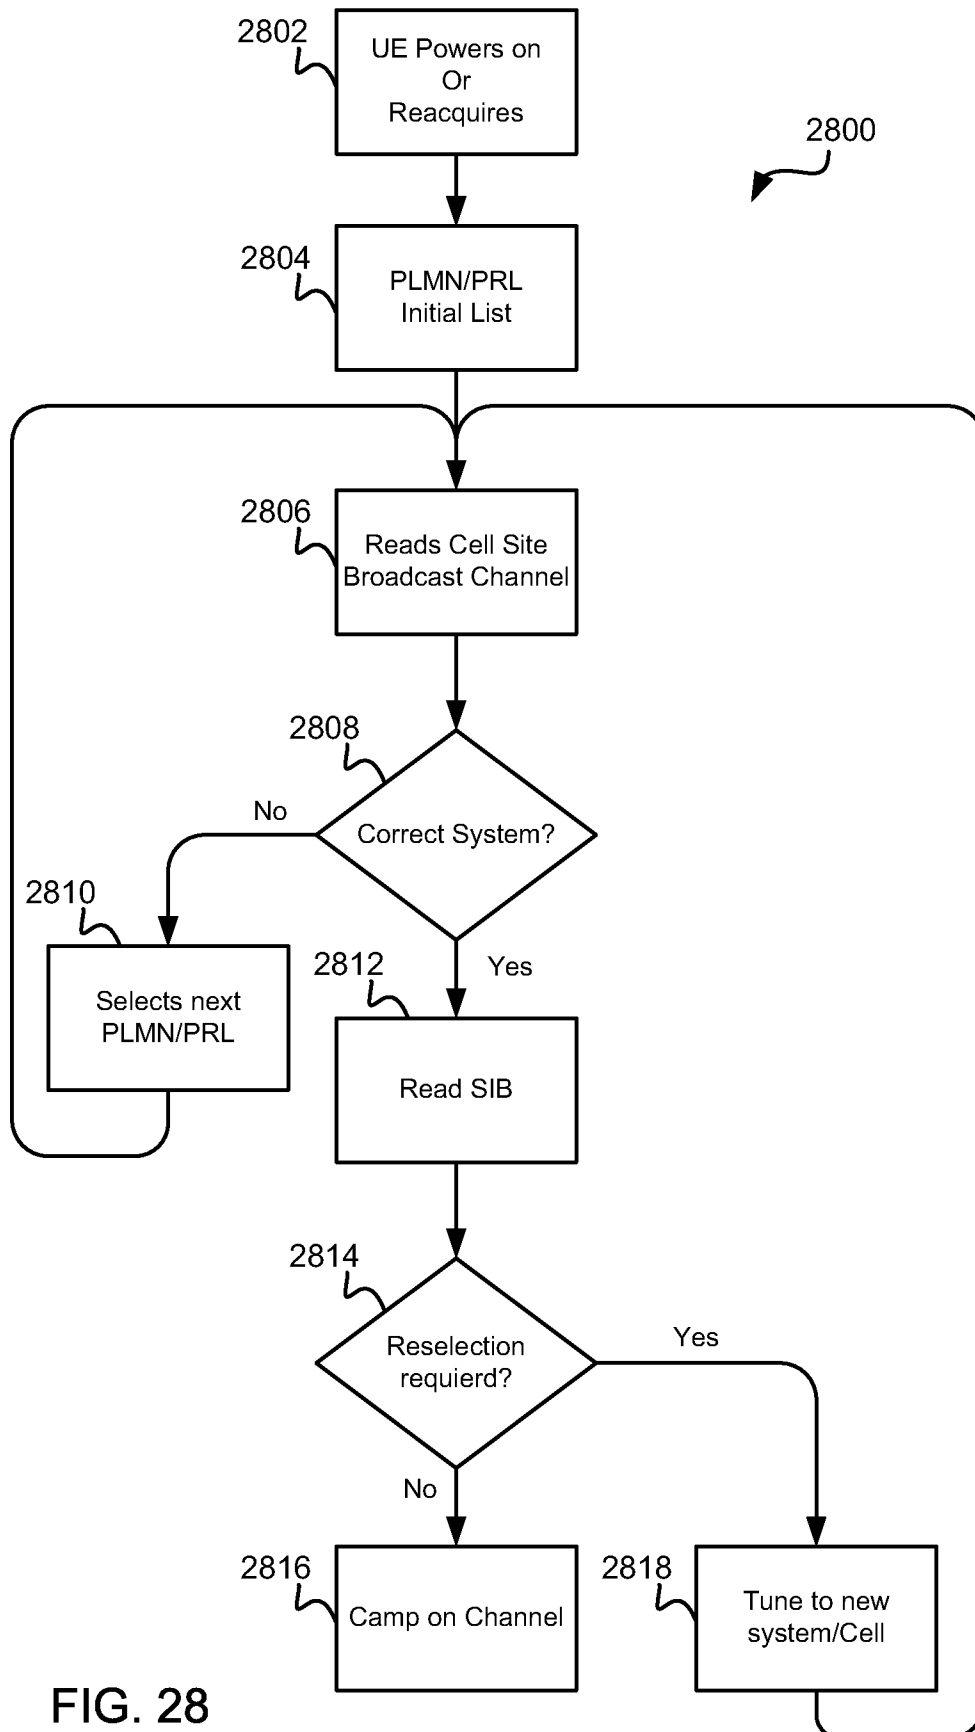 2802
UE Powers on
Or
Reacquires
2800
2804
PLMN/PRL
Initial List
2806
Reads Cell Site
Broadcast Channel
2808
Correct System?
No
2810
Selects next
PLMN/PRL
Yes
2812
Read SIB
2814
Reselection
requierd?
Yes
No
2816
Camp on Channel
2818
Tune to new
system/Cell
FIG. 28